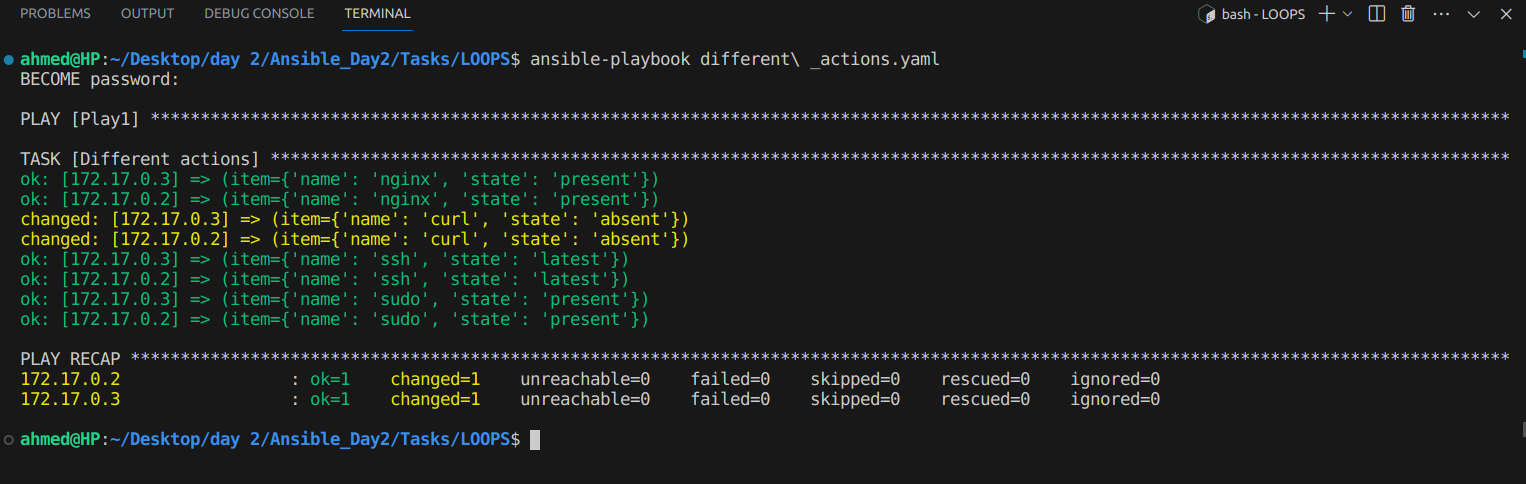 PROBLEMS OUTPUT DEBUG CONSOLE TERMINAL bash - LOOPS
ahmed@HP:~/Desktop/day 2/Ansible_Day2/Tasks/LOOPS$ ansible-playbook different\ _actions.yaml
BECOME password:
PLAY [Play1] ****************************************************************************************************************************************
TASK [Different actions] ****************************************************************************************************************************
ok: [172.17.0.3] => (item={'name': 'nginx', 'state': 'present'})
ok: [172.17.0.2] => (item={'name': 'nginx', 'state': 'present'})
changed: [172.17.0.3] => (item={'name': 'curl', 'state': 'absent'})
changed: [172.17.0.2] => (item={'name': 'curl', 'state': 'absent'})
ok: [172.17.0.3] => (item={'name': 'ssh', 'state': 'latest'})
ok: [172.17.0.2] => (item={'name': 'ssh', 'state': 'latest'})
ok: [172.17.0.3] => (item={'name': 'sudo', 'state': 'present'})
ok: [172.17.0.2] => (item={'name': 'sudo', 'state': 'present'})
PLAY RECAP ******************************************************************************************************************************************
172.17.0.2                 : ok=1    changed=1    unreachable=0    failed=0    skipped=0    rescued=0    ignored=0
172.17.0.3                 : ok=1    changed=1    unreachable=0    failed=0    skipped=0    rescued=0    ignored=0
ahmed@HP:~/Desktop/day 2/Ansible_Day2/Tasks/LOOPS$